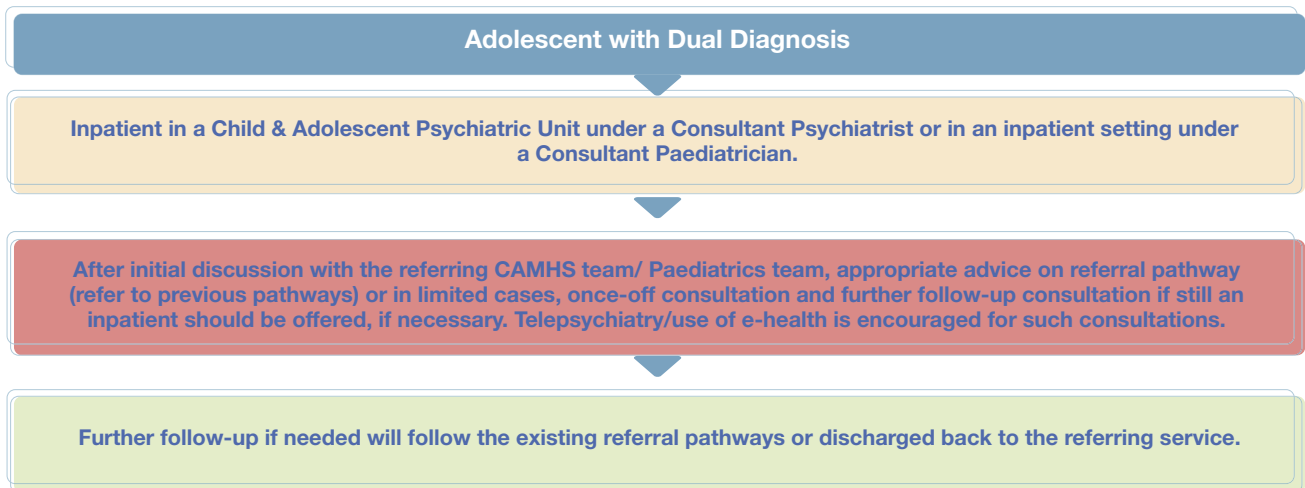 Adolescent with Dual Diagnosis
Inpatient in a Child & Adolescent Psychiatric Unit under a Consultant Psychiatrist or in an inpatient setting under
a Consultant Paediatrician.
After initial discussion with the referring CAMHS team/ Paediatrics team, appropriate advice on referral pathway
(refer to previous pathways) or in limited cases, once-off consultation and further follow-up consultation if still an
inpatient should be offered, if necessary. Telepsychiatry/use of e-health is encouraged for such consultations.
Further follow-up if needed will follow the existing referral pathways or discharged back to the referring service.